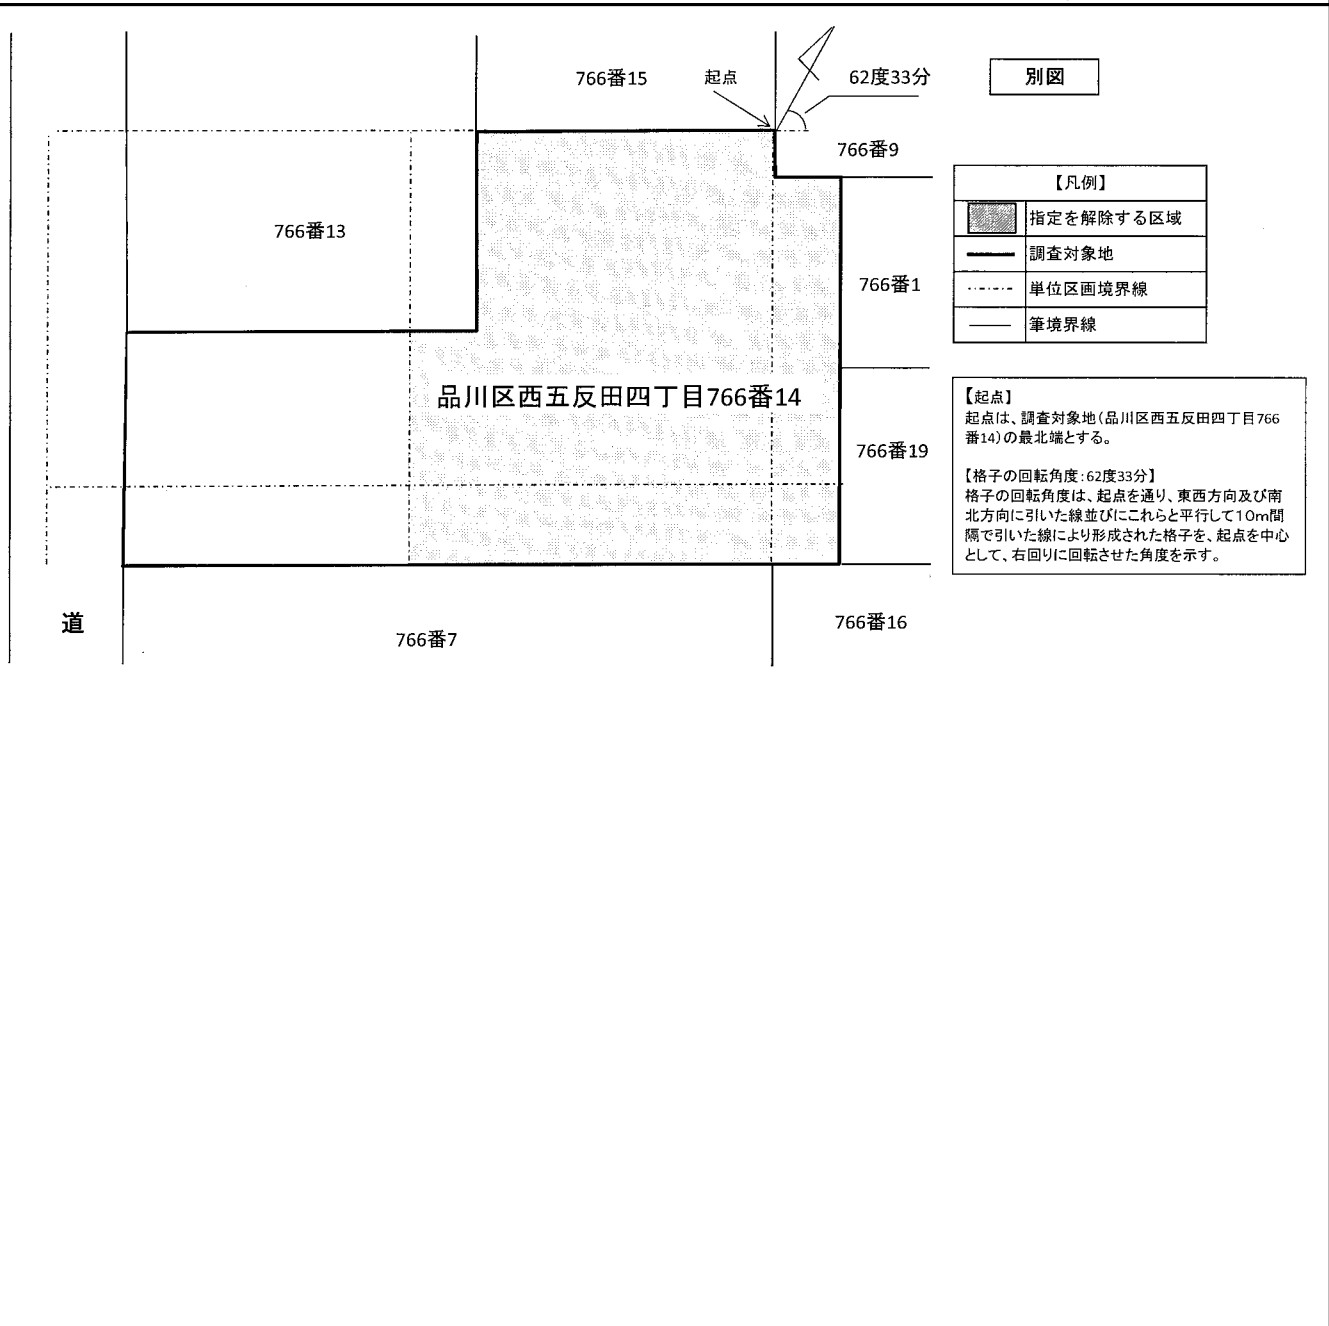 766番15
起点
62度33分
別図
766番9
766番13
766番1
品川区西五反田四丁目766番14
766番19
道
766番7
766番16
【凡例】
指定を解除する区域
調査対象地
単位区画境界線
筆境界線
【起点】
起点は、調査対象地(品川区西五反田四丁目766
番14)の最北端とする。
【格子の回転角度:62度33分】
格子の回転角度は、起点を通り、東西方向及び南
北方向に引いた線並びにこれらと平行して10m間
隔で引いた線により形成された格子を、起点を中心
として、右回りに回転させた角度を示す。